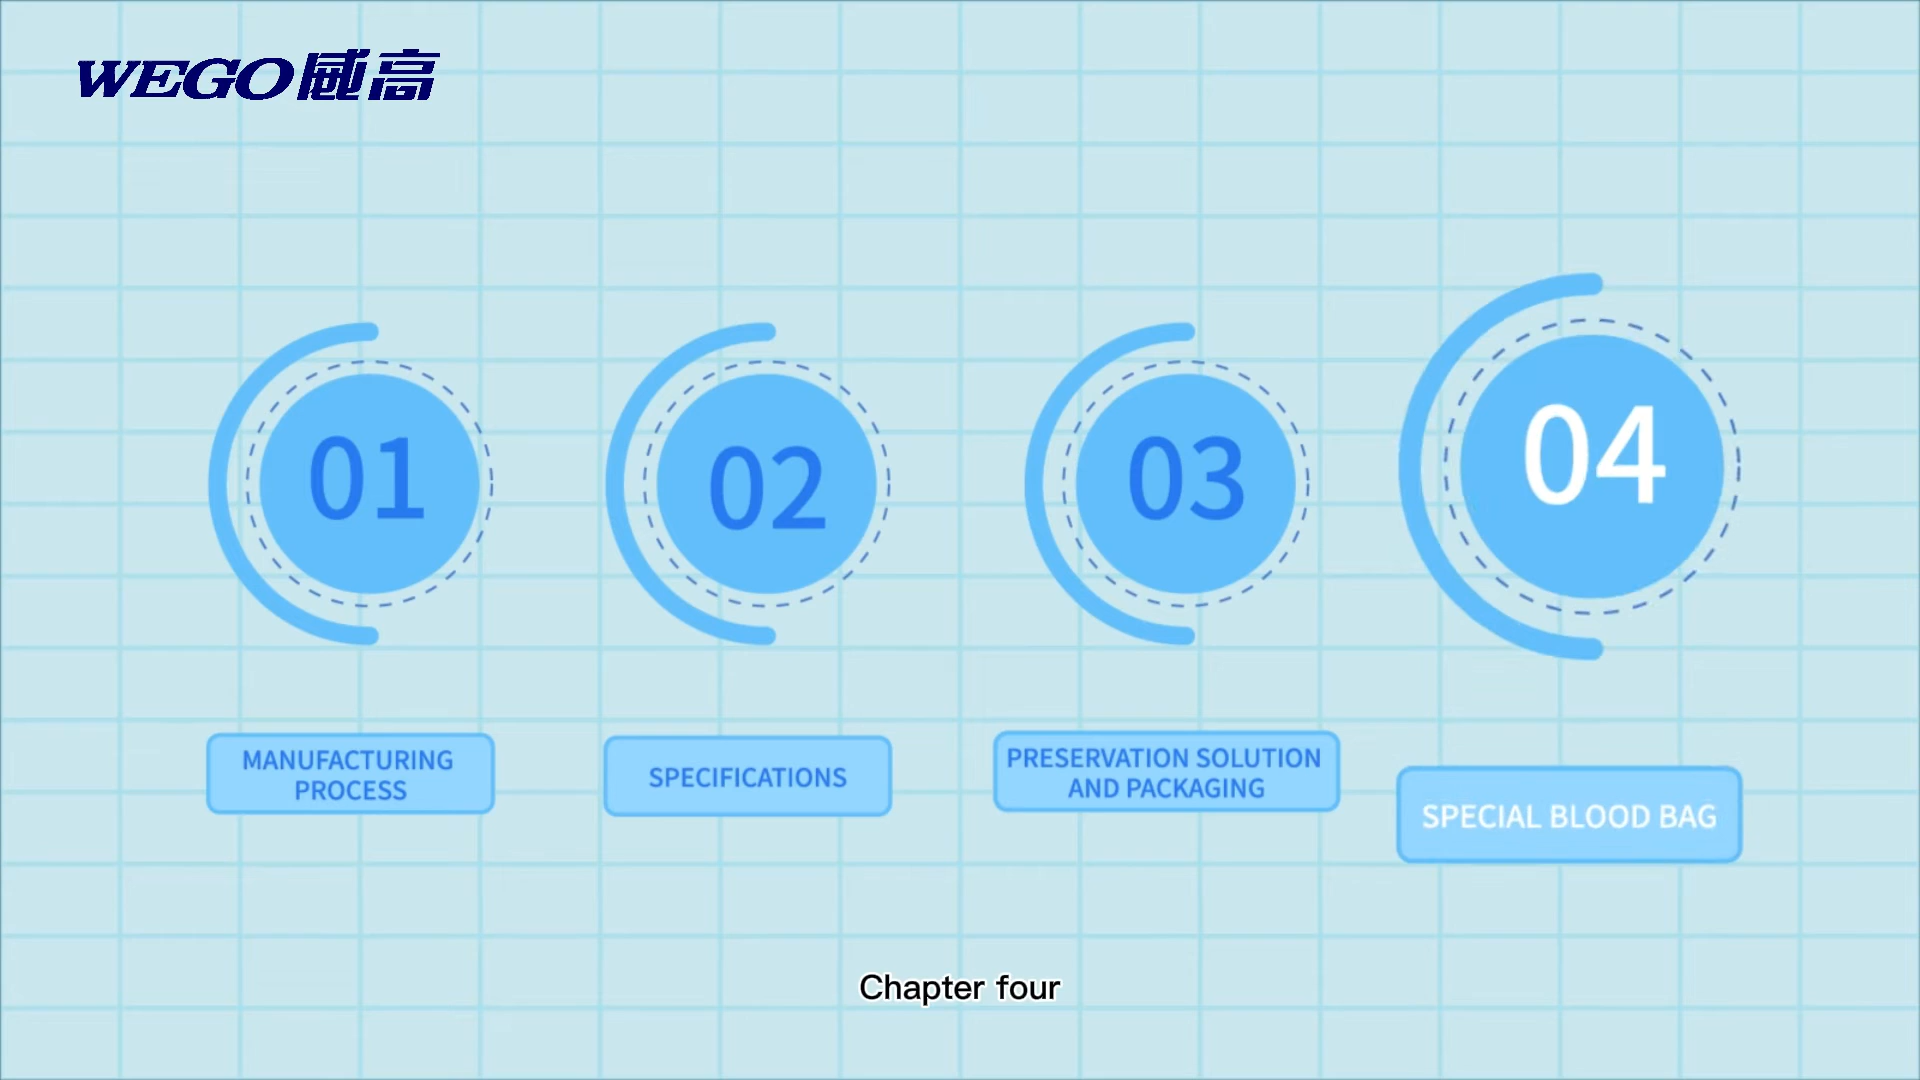 WEGO威高
01
02
03
04
MANUFACTURING
PROCESS
SPECIFICATIONS
PRESERVATION SOLUTION
AND PACKAGING
SPECIAL BLOOD BAG
Chapter four